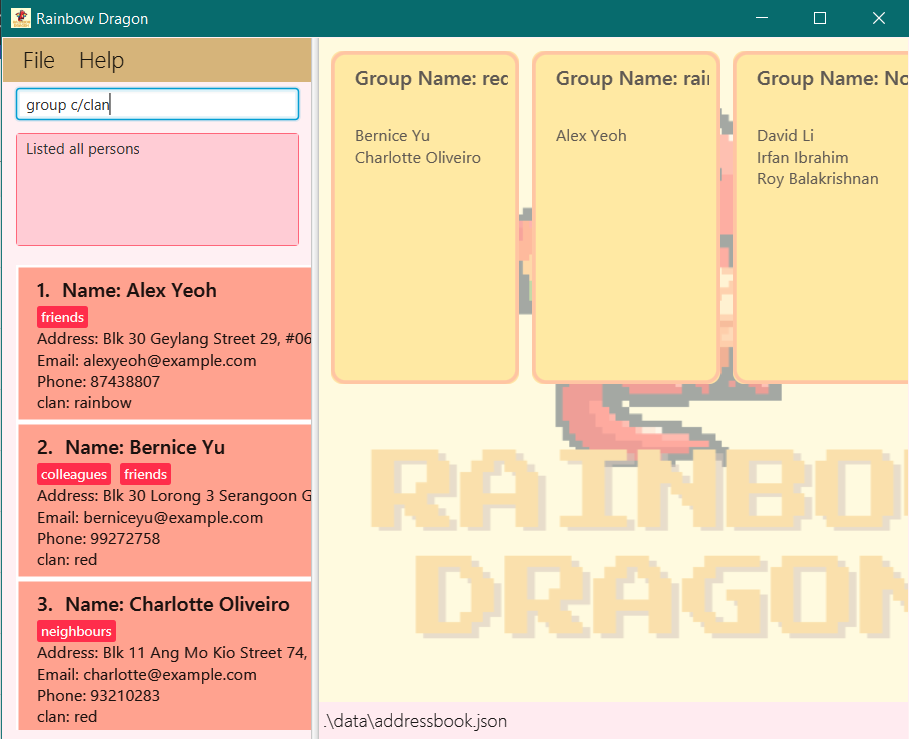 Rainbow Dragon
File Help
group c/clan
Listed all persons
1. Name: Alex Yeoh
friends
Address: Blk 30 Geylang Street 29, #06
Email: alexyeoh@example.com
Phone: 87438807
clan: rainbow
2. Name: Bernice Yu
colleagues friends
Address: Blk 30 Lorong 3 Serangoon G
Email: berniceyu@example.com
Phone: 99272758
clan: red
3. Name: Charlotte Oliveiro
neighbours
Address: Blk 11 Ang Mo Kio Street 74,
Email: charlotte@example.com
Phone: 93210283
clan: red
Group Name: red
Bernice Yu
Charlotte Oliveiro
Group Name: rai
Alex Yeoh
Group Name: No
David Li
Irfan Ibrahim
Roy Balakrishnan
RAINBO
DRAGON
.\data\addressbook.json